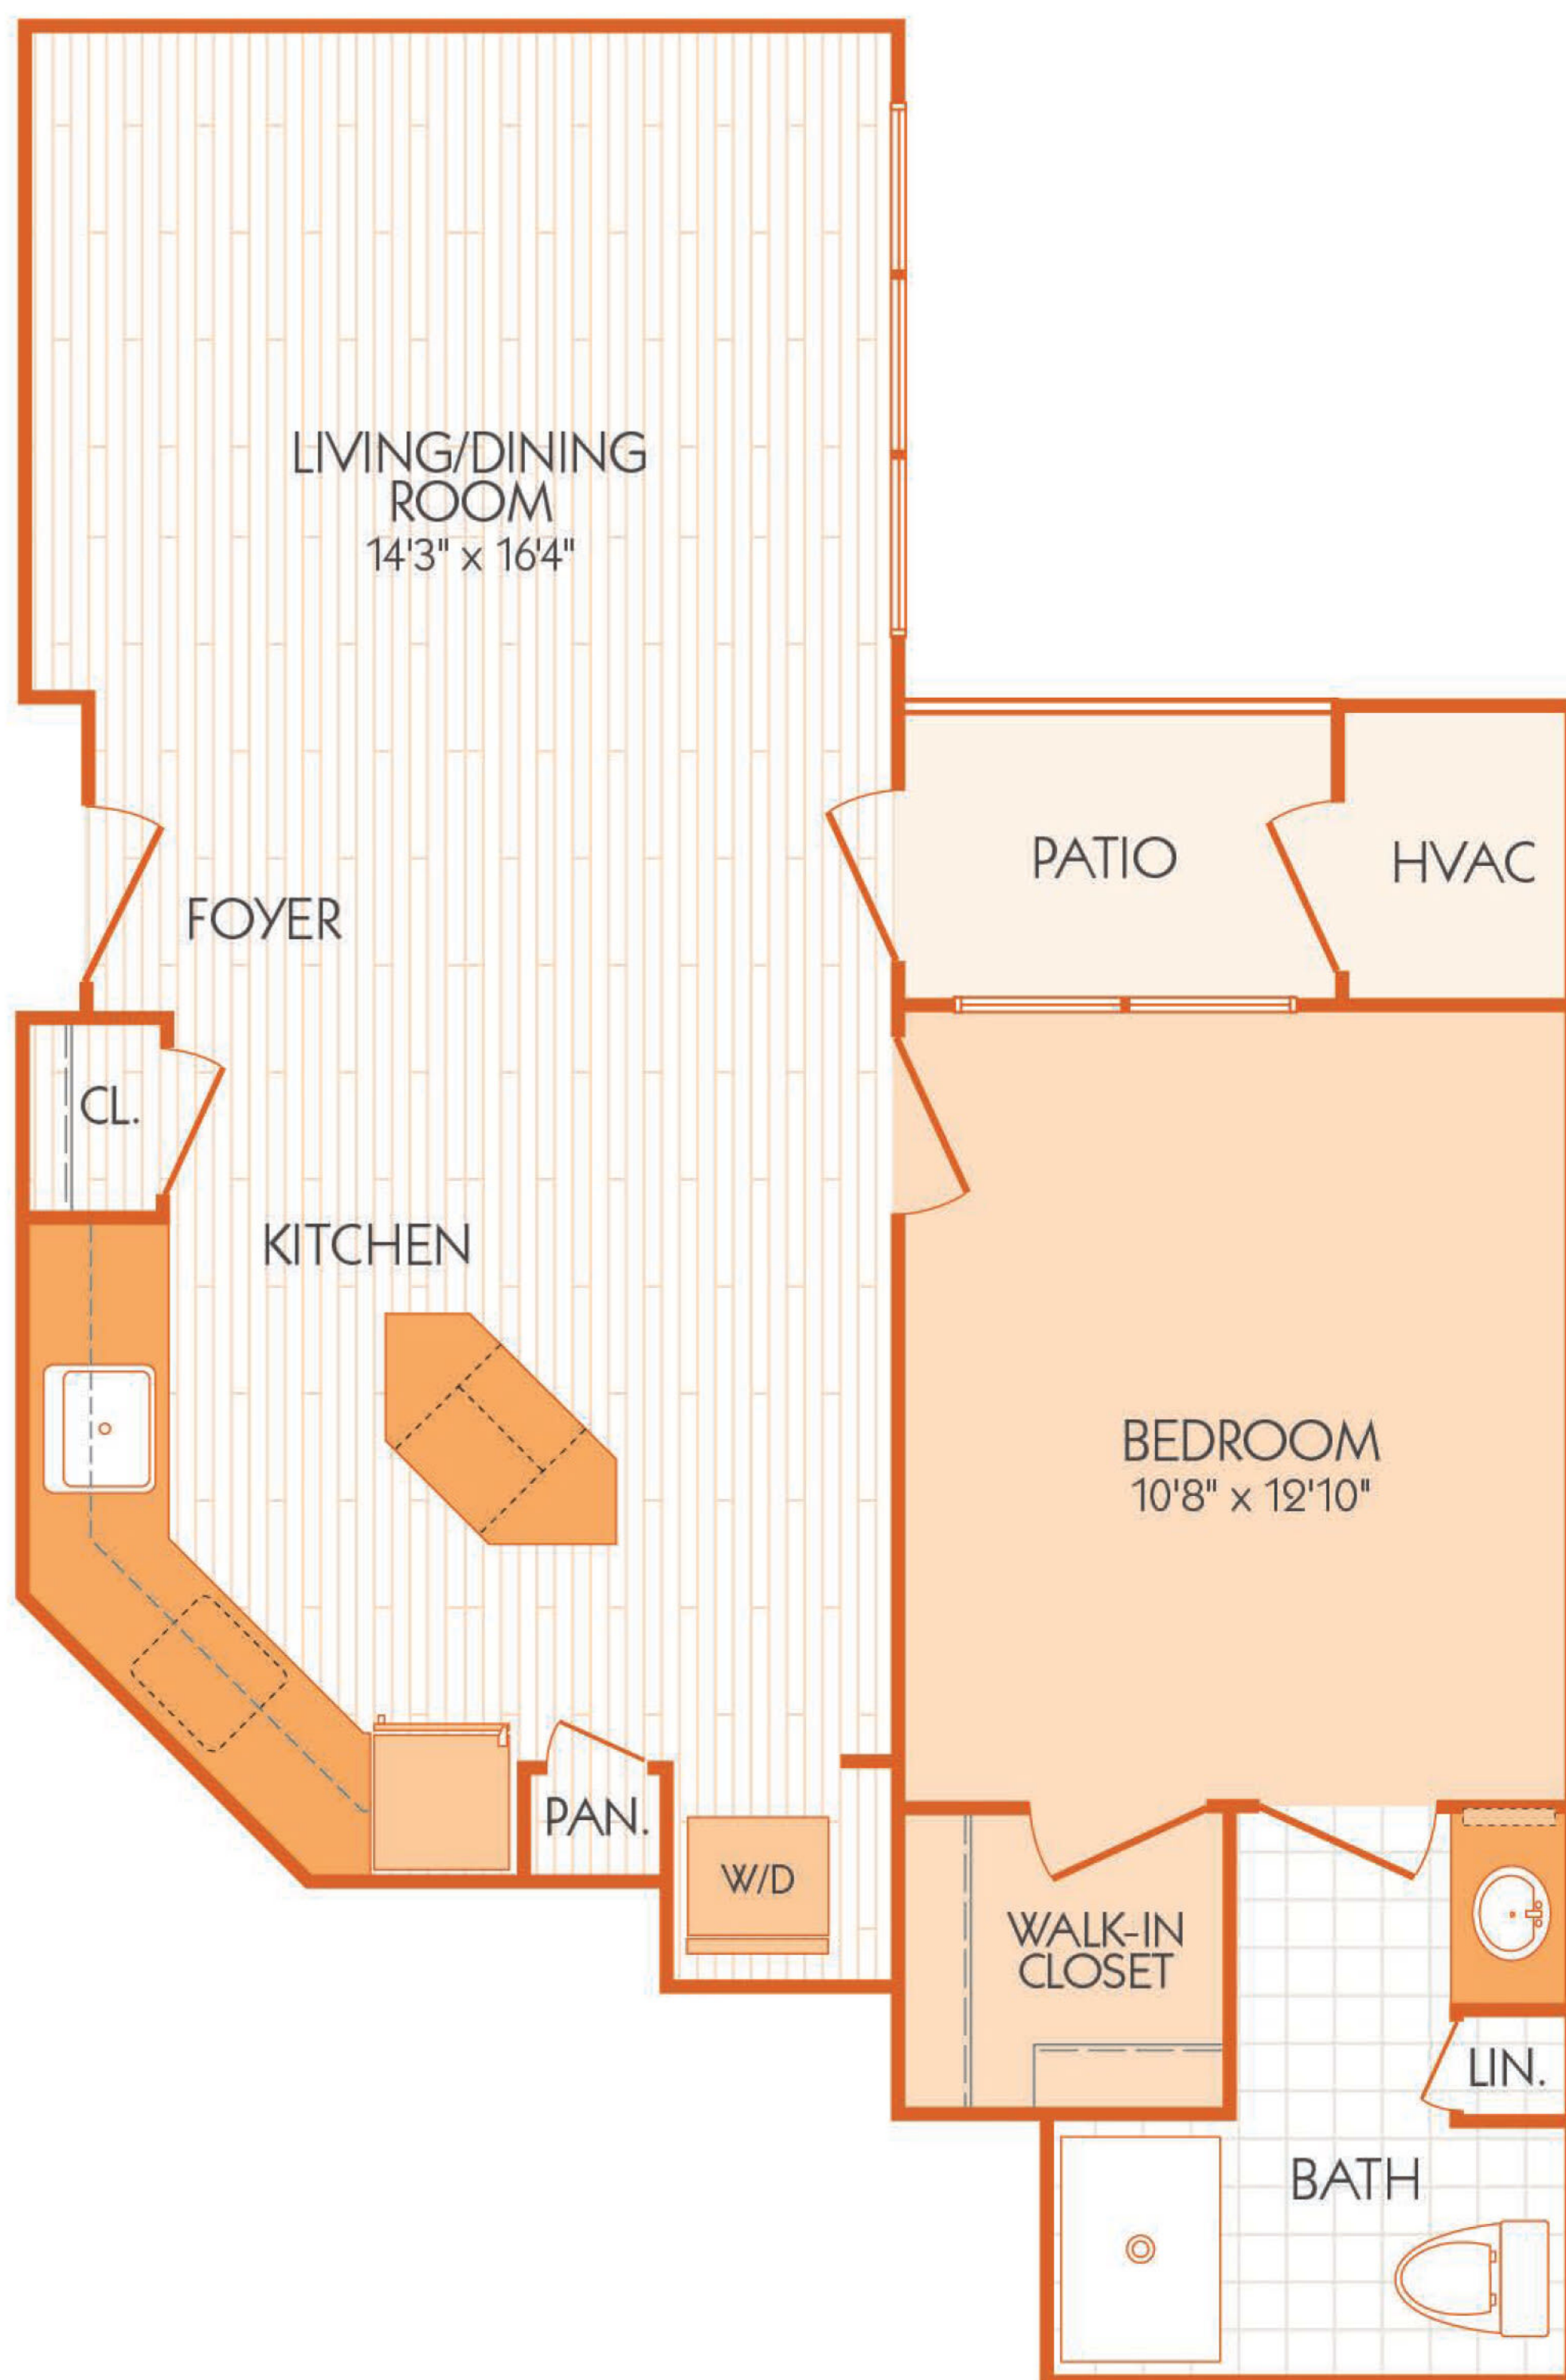 LIVING/DINING
ROOM
14'3" x 16'4"
PATIO
HVAC
FOYER
CL.
KITCHEN
BEDROOM
10'8" x 12'10"
PAN.
W/D
WALK-IN
CLOSET
LIN.
BATH